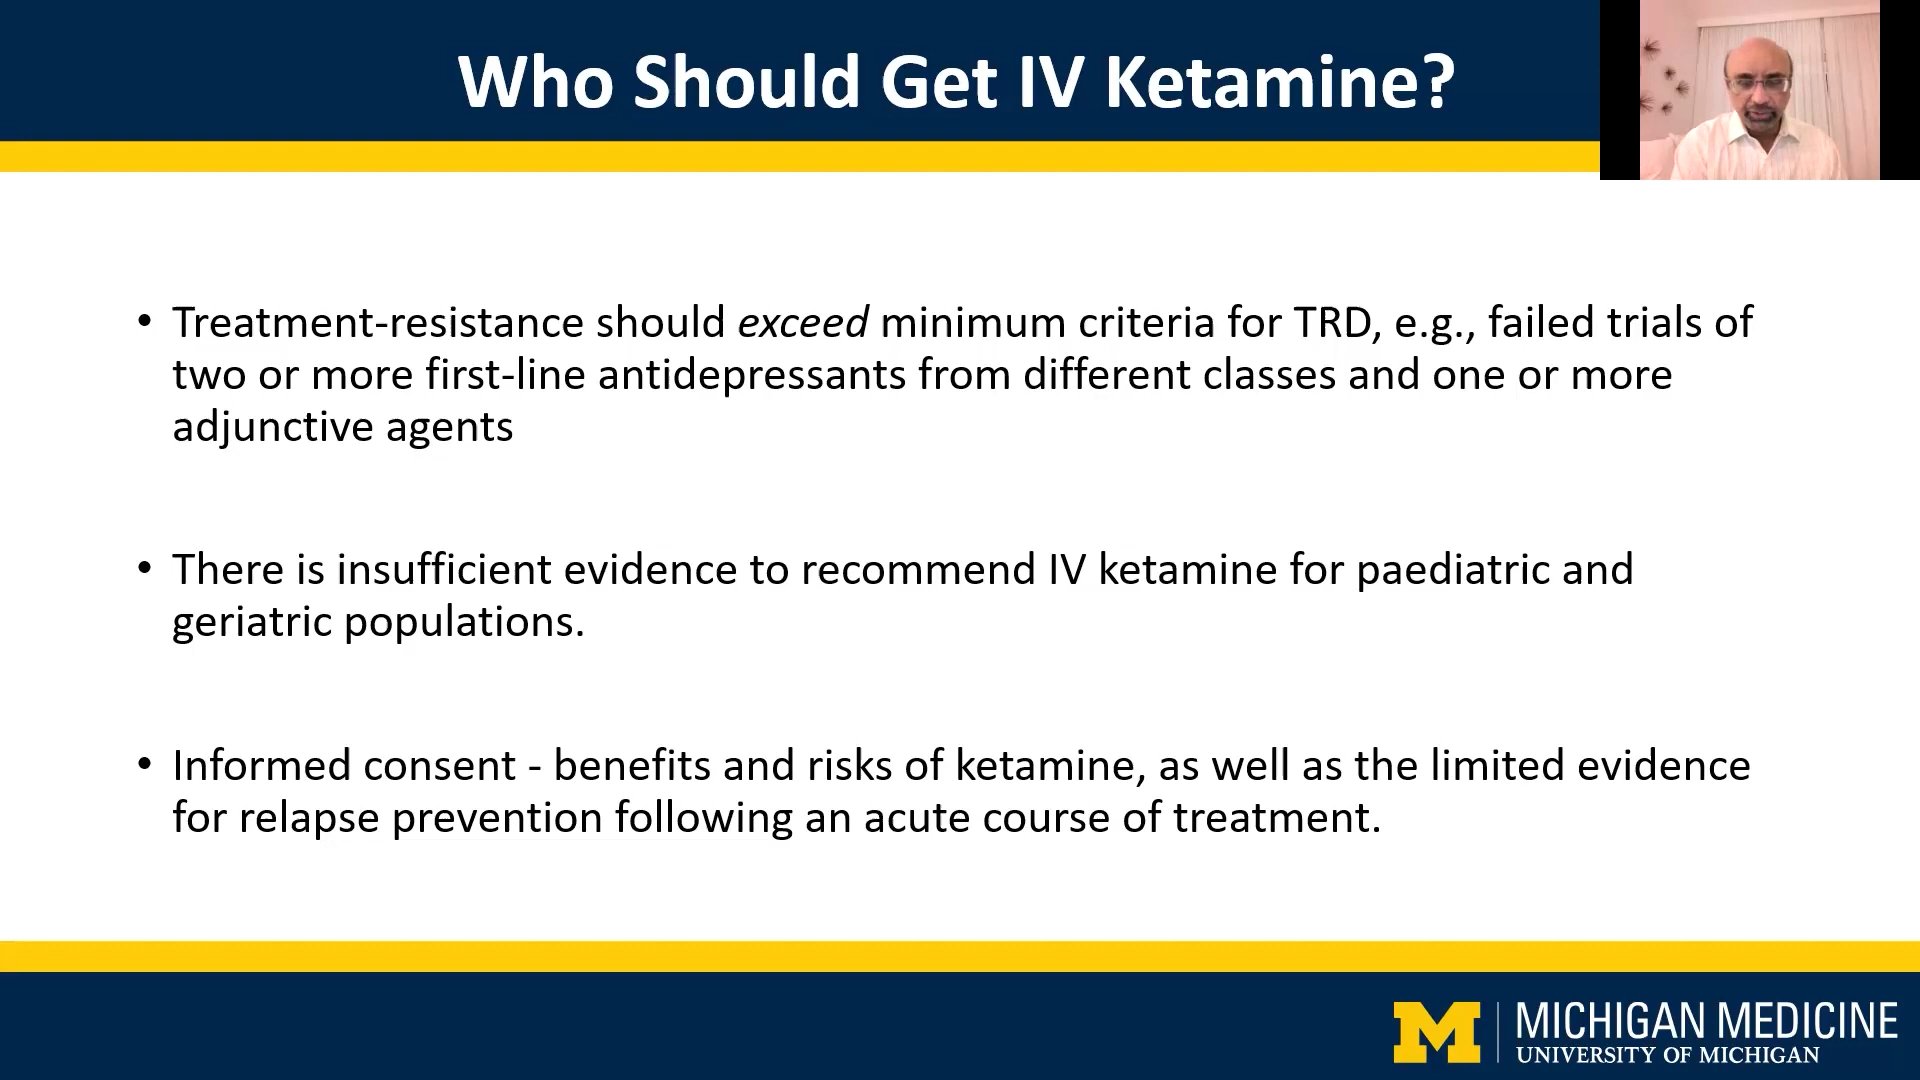 Who Should Get IV Ketamine?
• Treatment-resistance should exceed minimum criteria for TRD, e.g., failed trials of
two or more first-line antidepressants from different classes and one or more
adjunctive agents
• There is insufficient evidence to recommend IV ketamine for paediatric and
geriatric populations.
• Informed consent - benefits and risks of ketamine, as well as the limited evidence
for relapse prevention following an acute course of treatment.
M
MICHIGAN MEDICINE
UNIVERSITY OF MICHIGAN